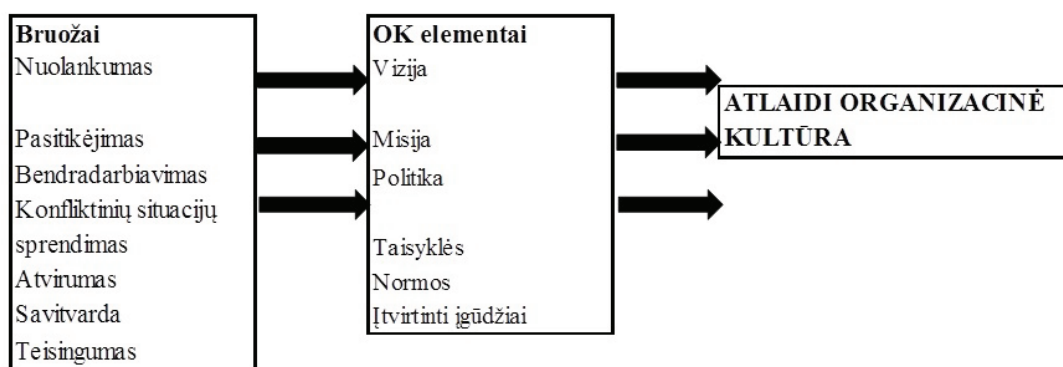 Bruožai
Nuolankumas
Pasitikėjimas
Bendradarbiavimas
Konfliktinių situacijų
sprendimas
Atvirumas
Savitvarda
Teisingumas
OK elementai
Vizija
Misija
Politika
Taisyklės
Normos
Įtvirtinti įgūdžiai
ATLAIDI ORGANIZACINĖ
KULTŪRA